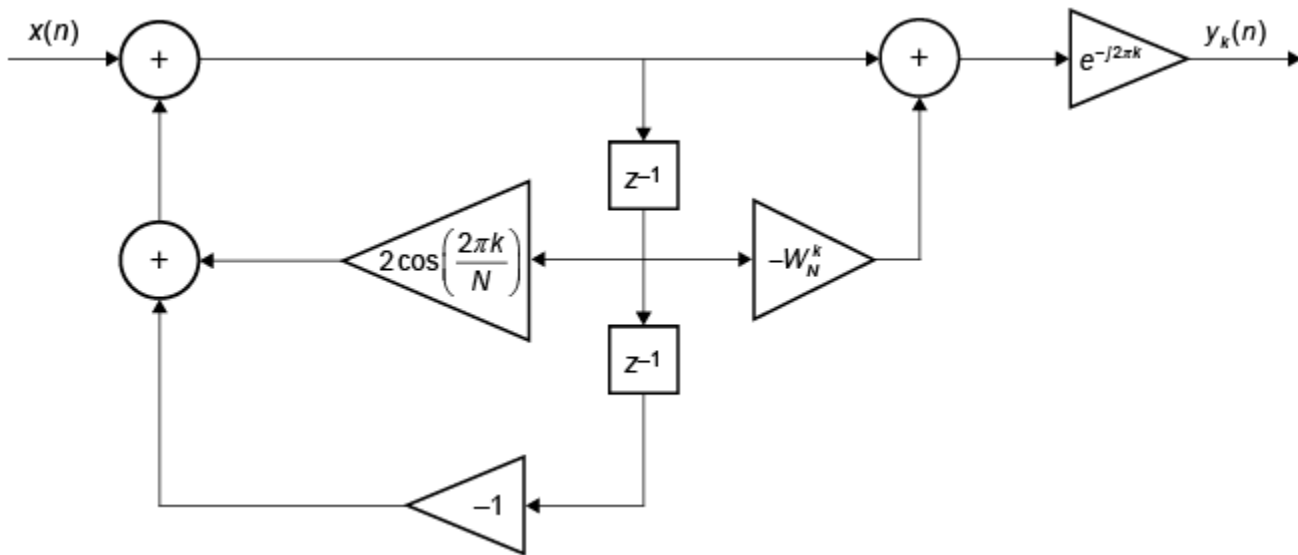 x(n)
+
+
e^{-j2πk}
y_k(n)
z^{-1}
+
2cos(2πk/N)
-W_N^k
z^{-1}
-1